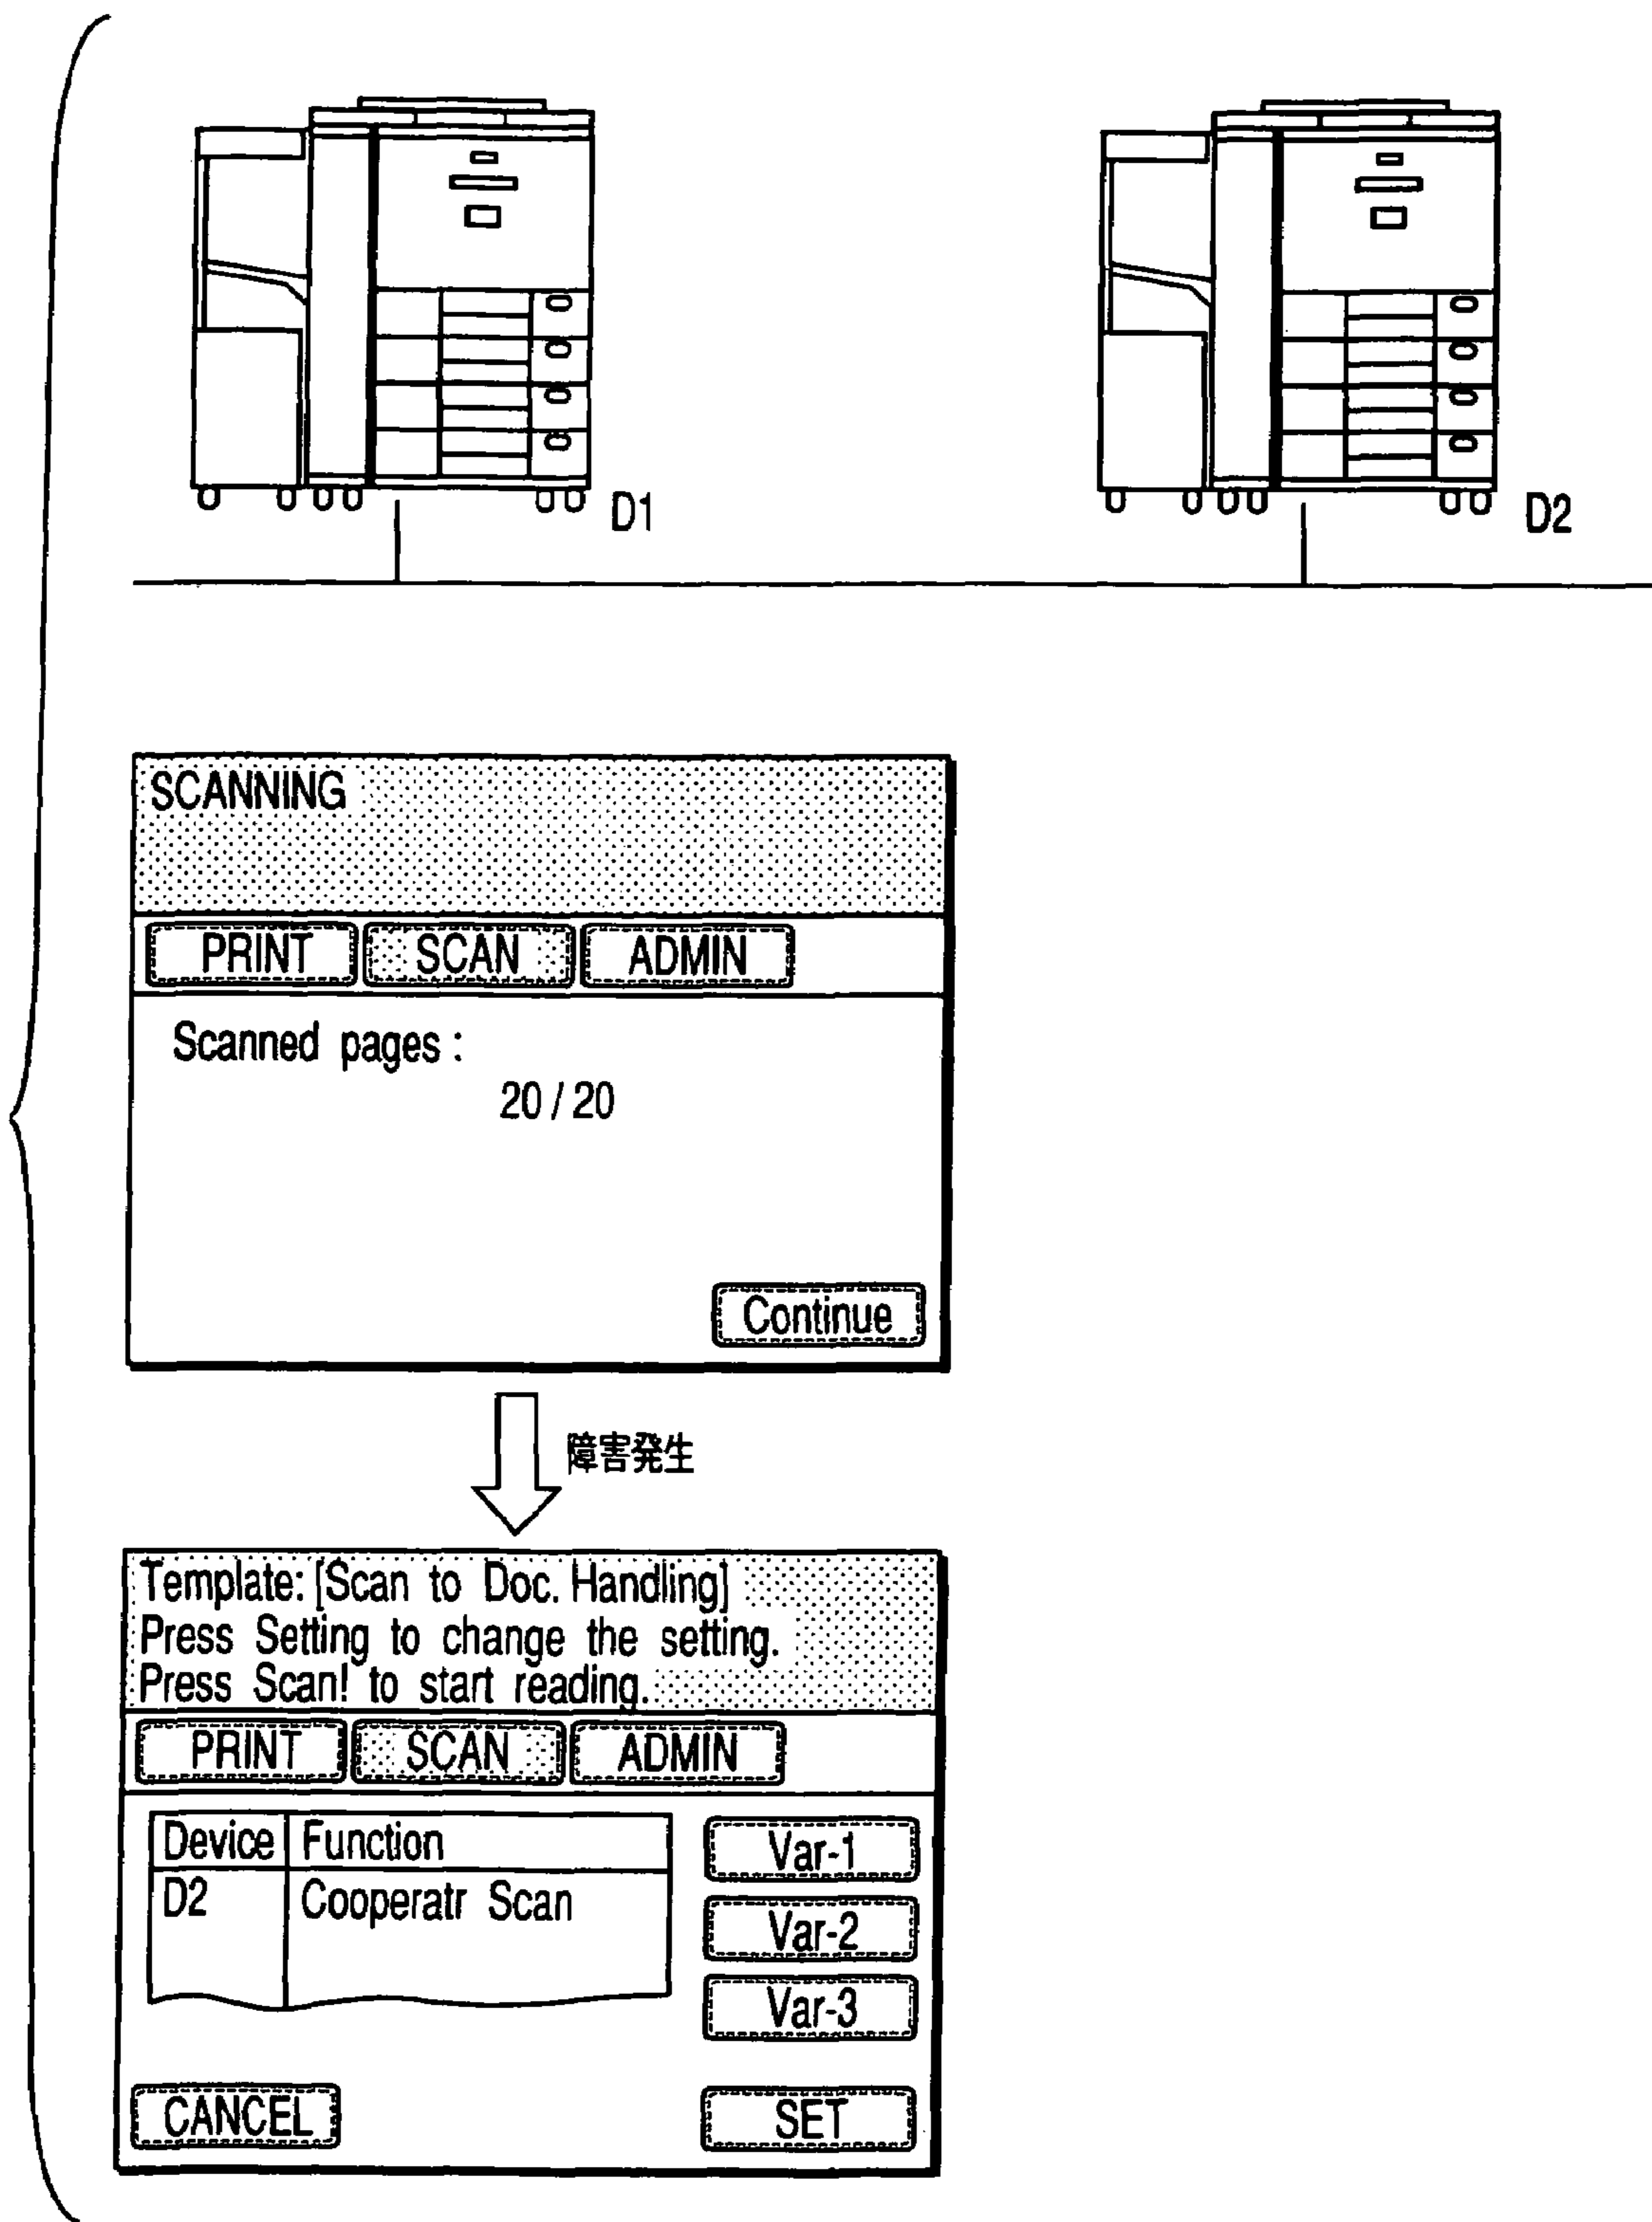 D1
D2
SCANNING
PRINT SCAN ADMIN
Scanned pages :
20 / 20
Continue
障害発生
Template: [Scan to Doc. Handling]
Press Setting to change the setting.
Press Scan! to start reading.
PRINT SCAN ADMIN
Device Function Var-1
D2 Cooperatr Scan
Var-2
Var-3
CANCEL SET